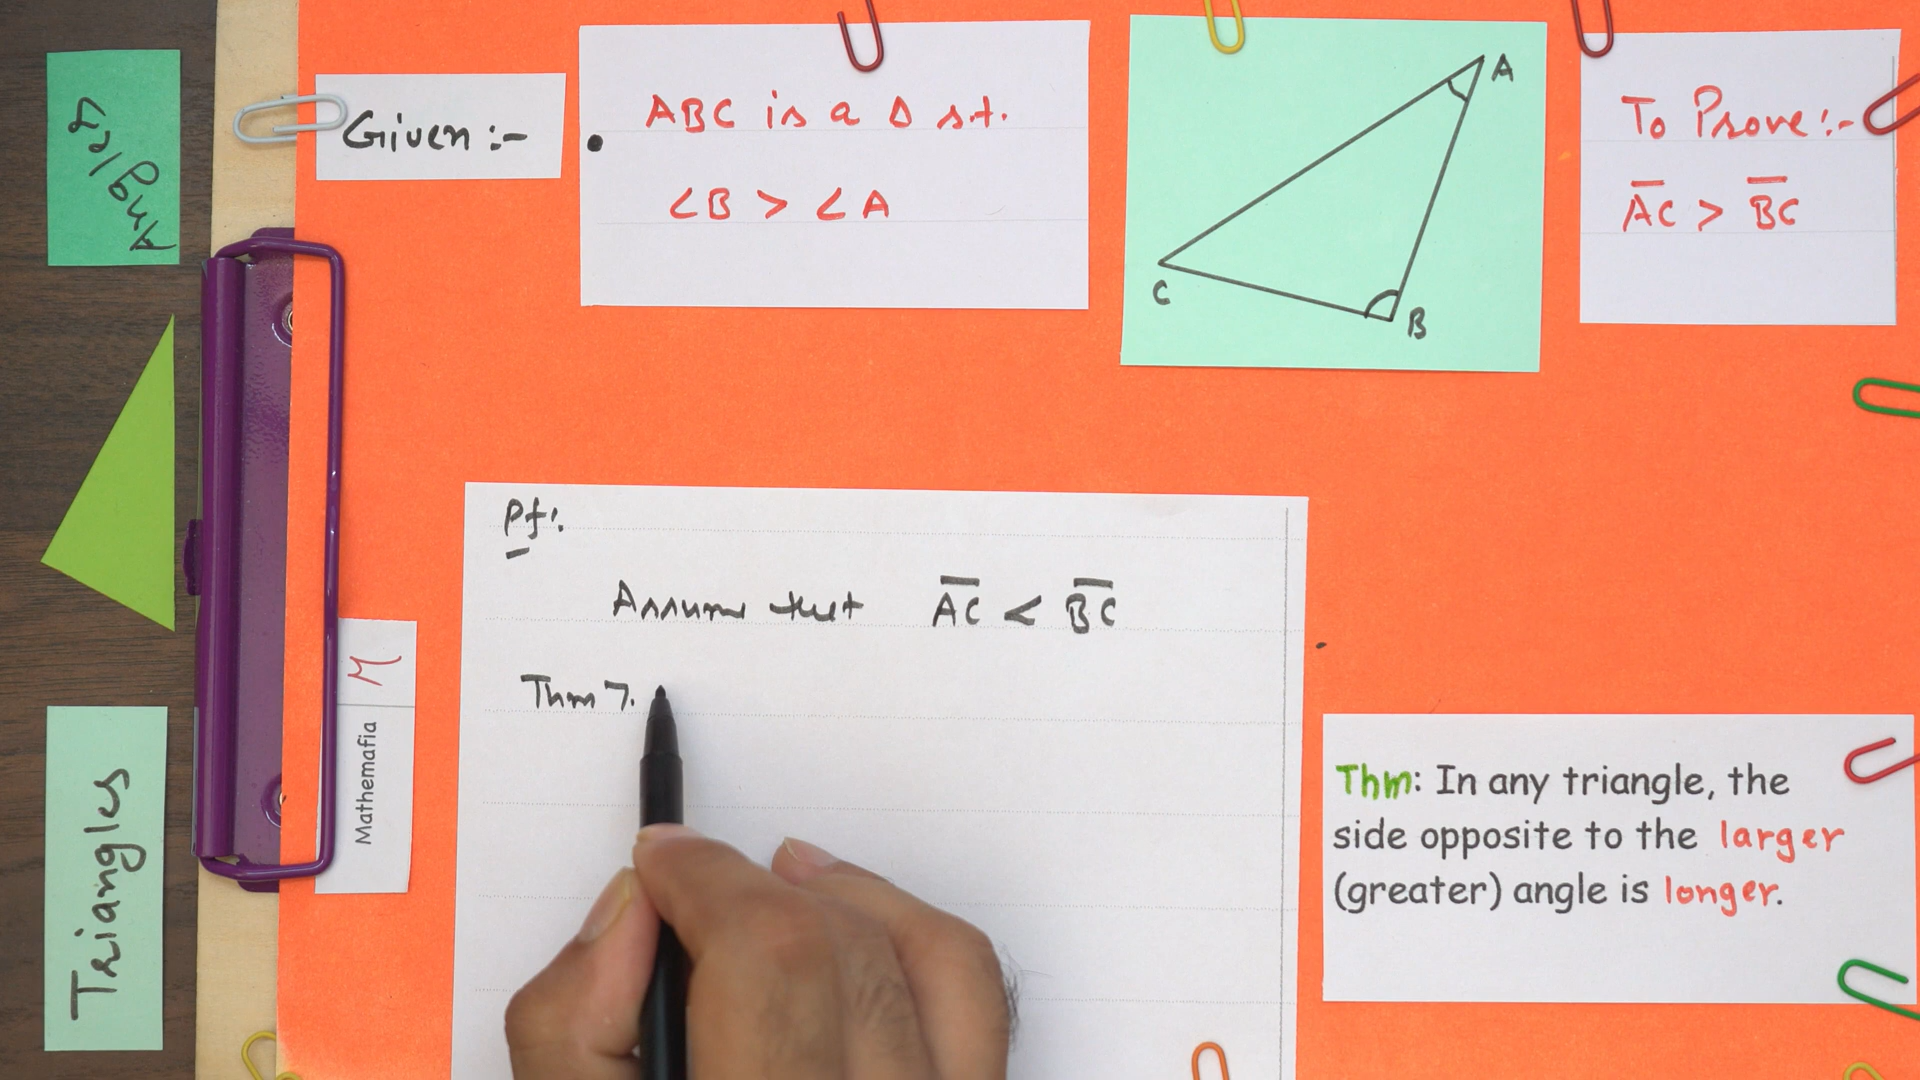 Angles
Given :-
ABC is a Δ s.t.
<B > <A
A
C
B
To Prove :-
AC > BC
Pf:
Assume that AC < BC
Thm 7.
M
Mathemafia
Triangles
Thm: In any triangle, the
side opposite to the larger
(greater) angle is longer.